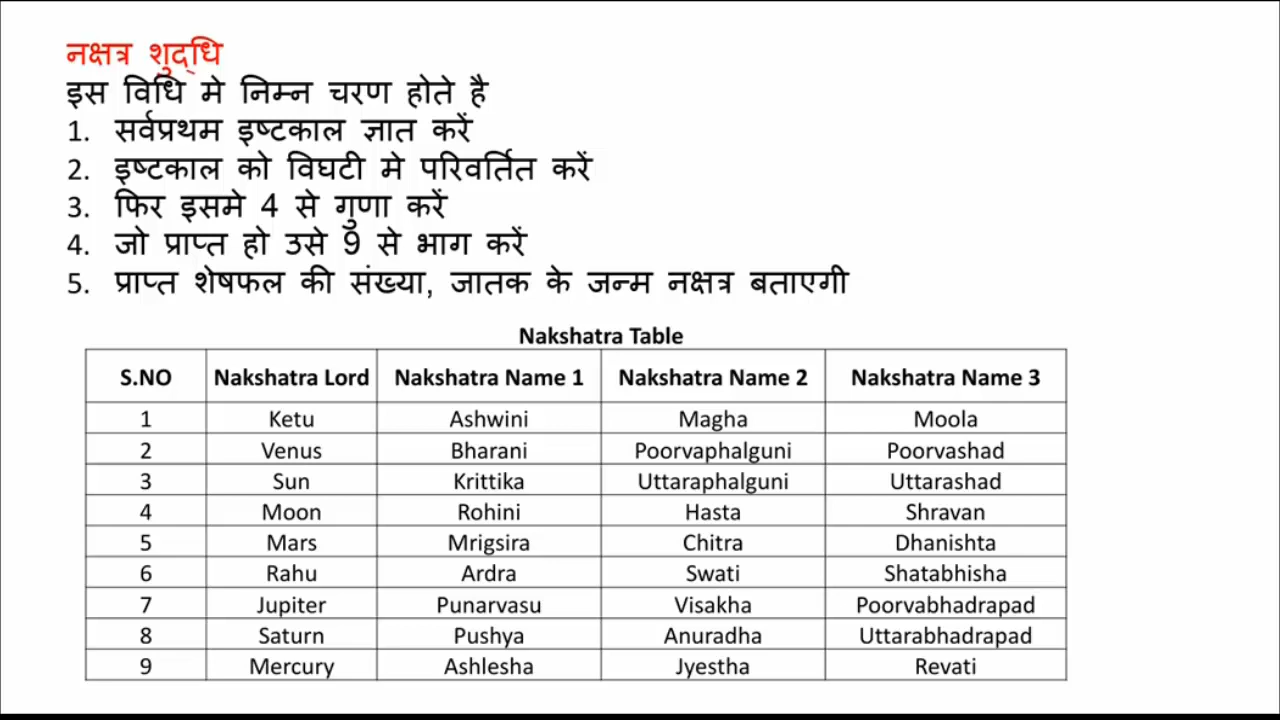 नक्षत्र शुद्धि
इस विधि मे निम्न चरण होते है
1. सर्वप्रथम इष्टकाल ज्ञात करें
2. इष्टकाल को विघटी मे परिवर्तित करें
3. फिर इसमे 4 से गुणा करें
4. जो प्राप्त हो उसे 9 से भाग करें
5. प्राप्त शेषफल की संख्या, जातक के जन्म नक्षत्र बताएगी
Nakshatra Table
S.NO Nakshatra Lord Nakshatra Name 1 Nakshatra Name 2 Nakshatra Name 3
1 Ketu Ashwini Magha Moola
2 Venus Bharani Poorvaphalguni Poorvashad
3 Sun Krittika Uttaraphalguni Uttarashad
4 Moon Rohini Hasta Shravan
5 Mars Mrigsira Chitra Dhanishta
6 Rahu Ardra Swati Shatabhisha
7 Jupiter Punarvasu Visakha Poorvabhadrapad
8 Saturn Pushya Anuradha Uttarabhadrapad
9 Mercury Ashlesha Jyestha Revati